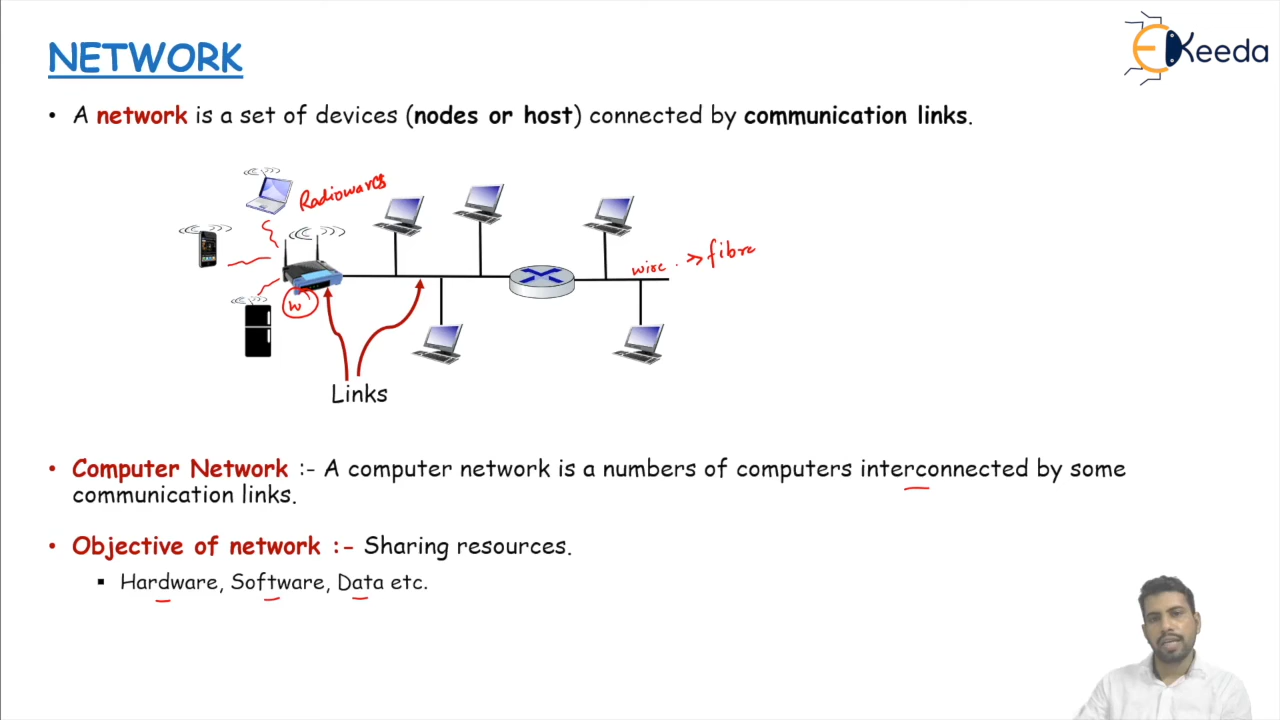 NETWORK
EKeeda
• A network is a set of devices (nodes or host) connected by communication links.
Radiowaves
wire. >> fibre
w
Links
• Computer Network :- A computer network is a numbers of computers interconnected by some
communication links.
• Objective of network :- Sharing resources.
▪ Hardware, Software, Data etc.